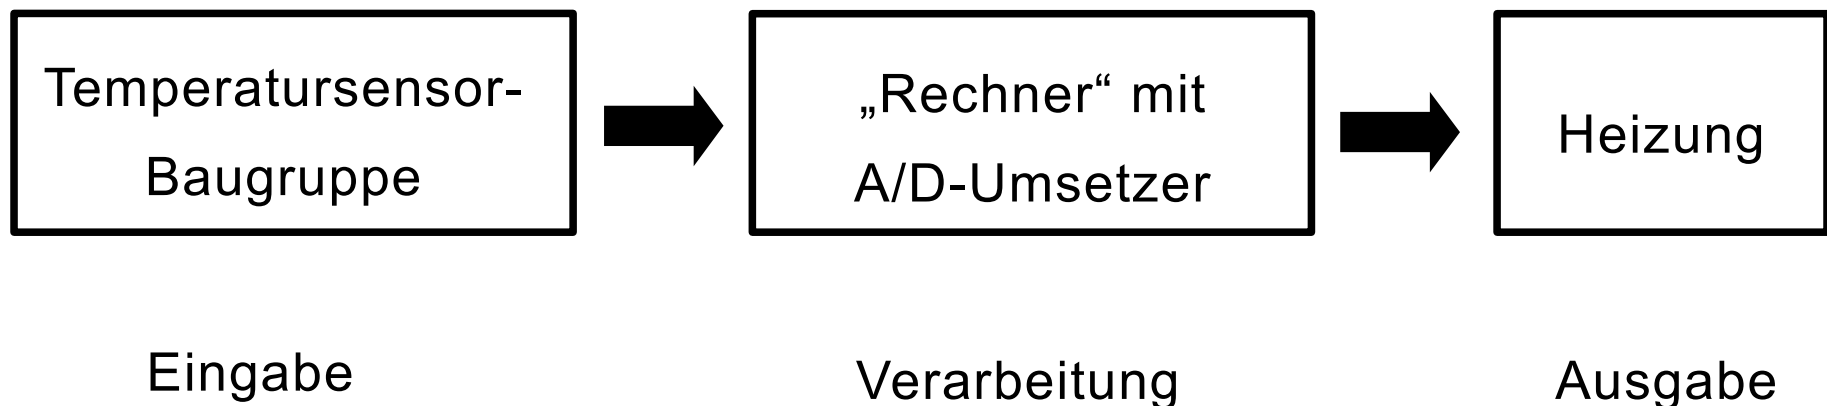 Temperatursensor-
Baugruppe
„Rechner“ mit
A/D-Umsetzer
Heizung
Eingabe
Verarbeitung
Ausgabe